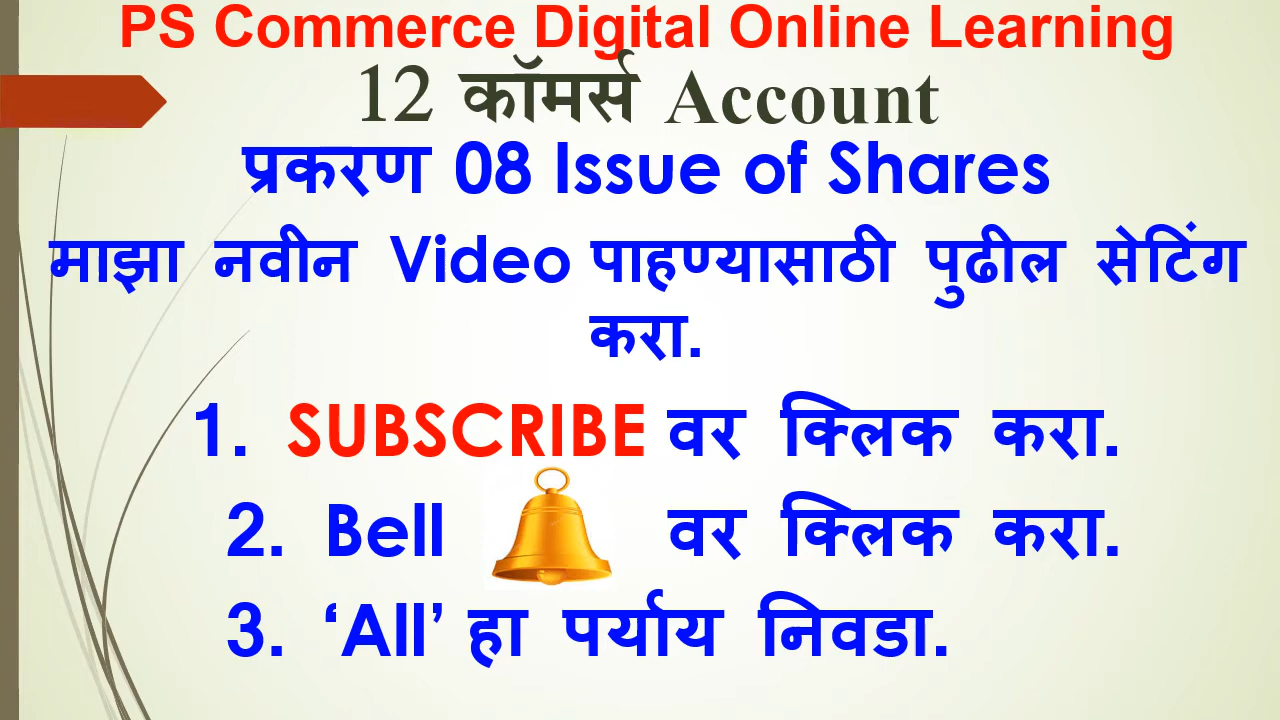 PS Commerce Digital Online Learning
12 कॉमर्स Account
प्रकरण 08 Issue of Shares
माझा नवीन Video पाहण्यासाठी पुढील सेटिंग
करा.
1. SUBSCRIBE वर क्लिक करा.
2. Bell वर क्लिक करा.
3. ‘All’ हा पर्याय निवडा.